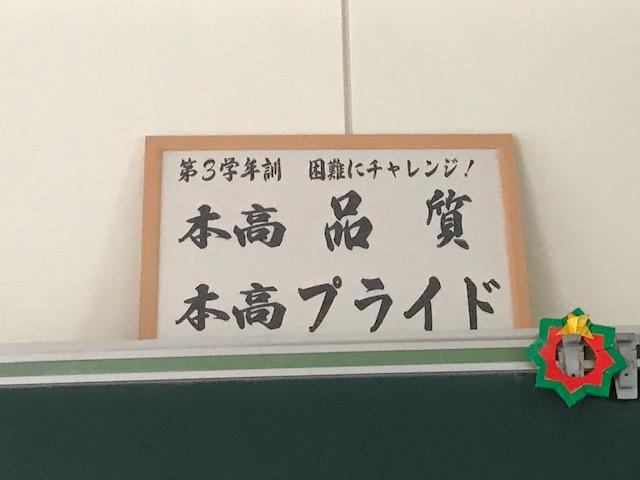 第3学年訓 困難にチャレンジ!
本高 品質
本高プライド